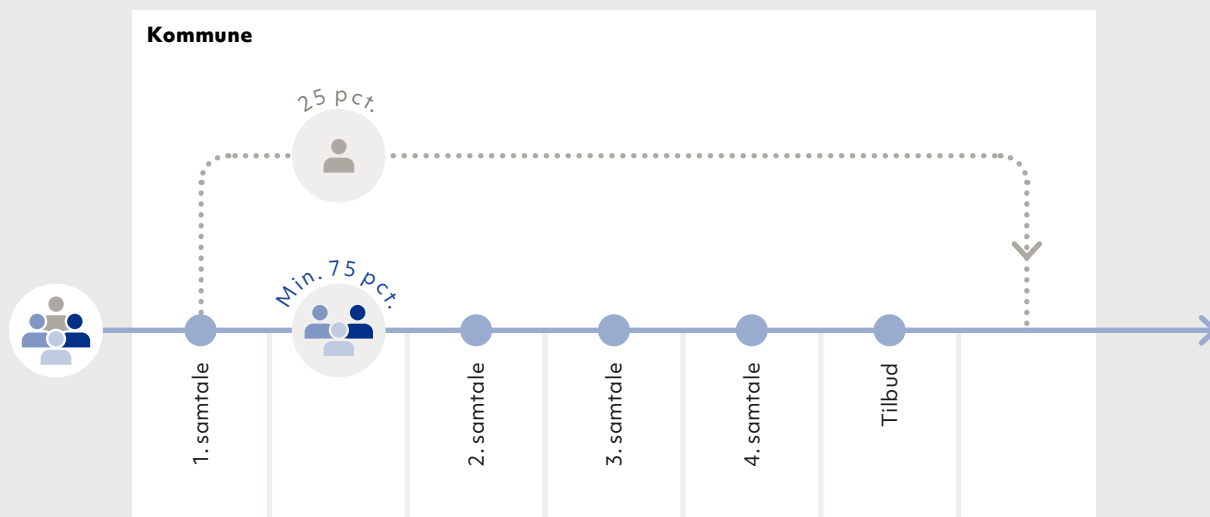 Kommune
25 pct.
Min. 75 pct.
1. samtale
2. samtale
3. samtale
4. samtale
Tilbud